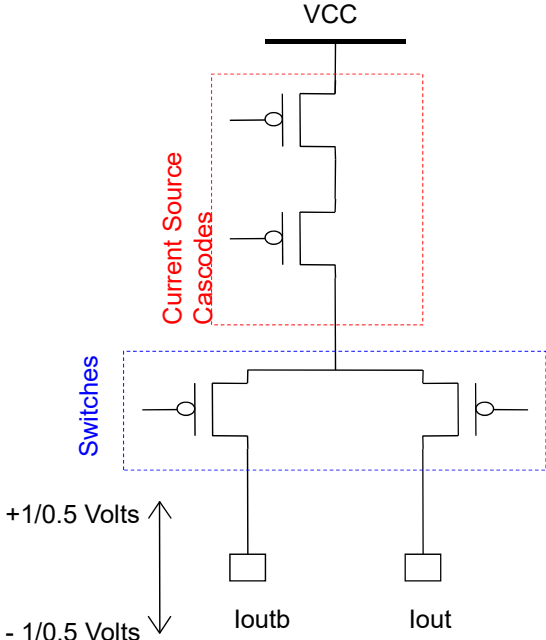 VCC
Current Source
Cascodes
Switches
+1/0.5 Volts
- 1/0.5 Volts
Ioutb
Iout